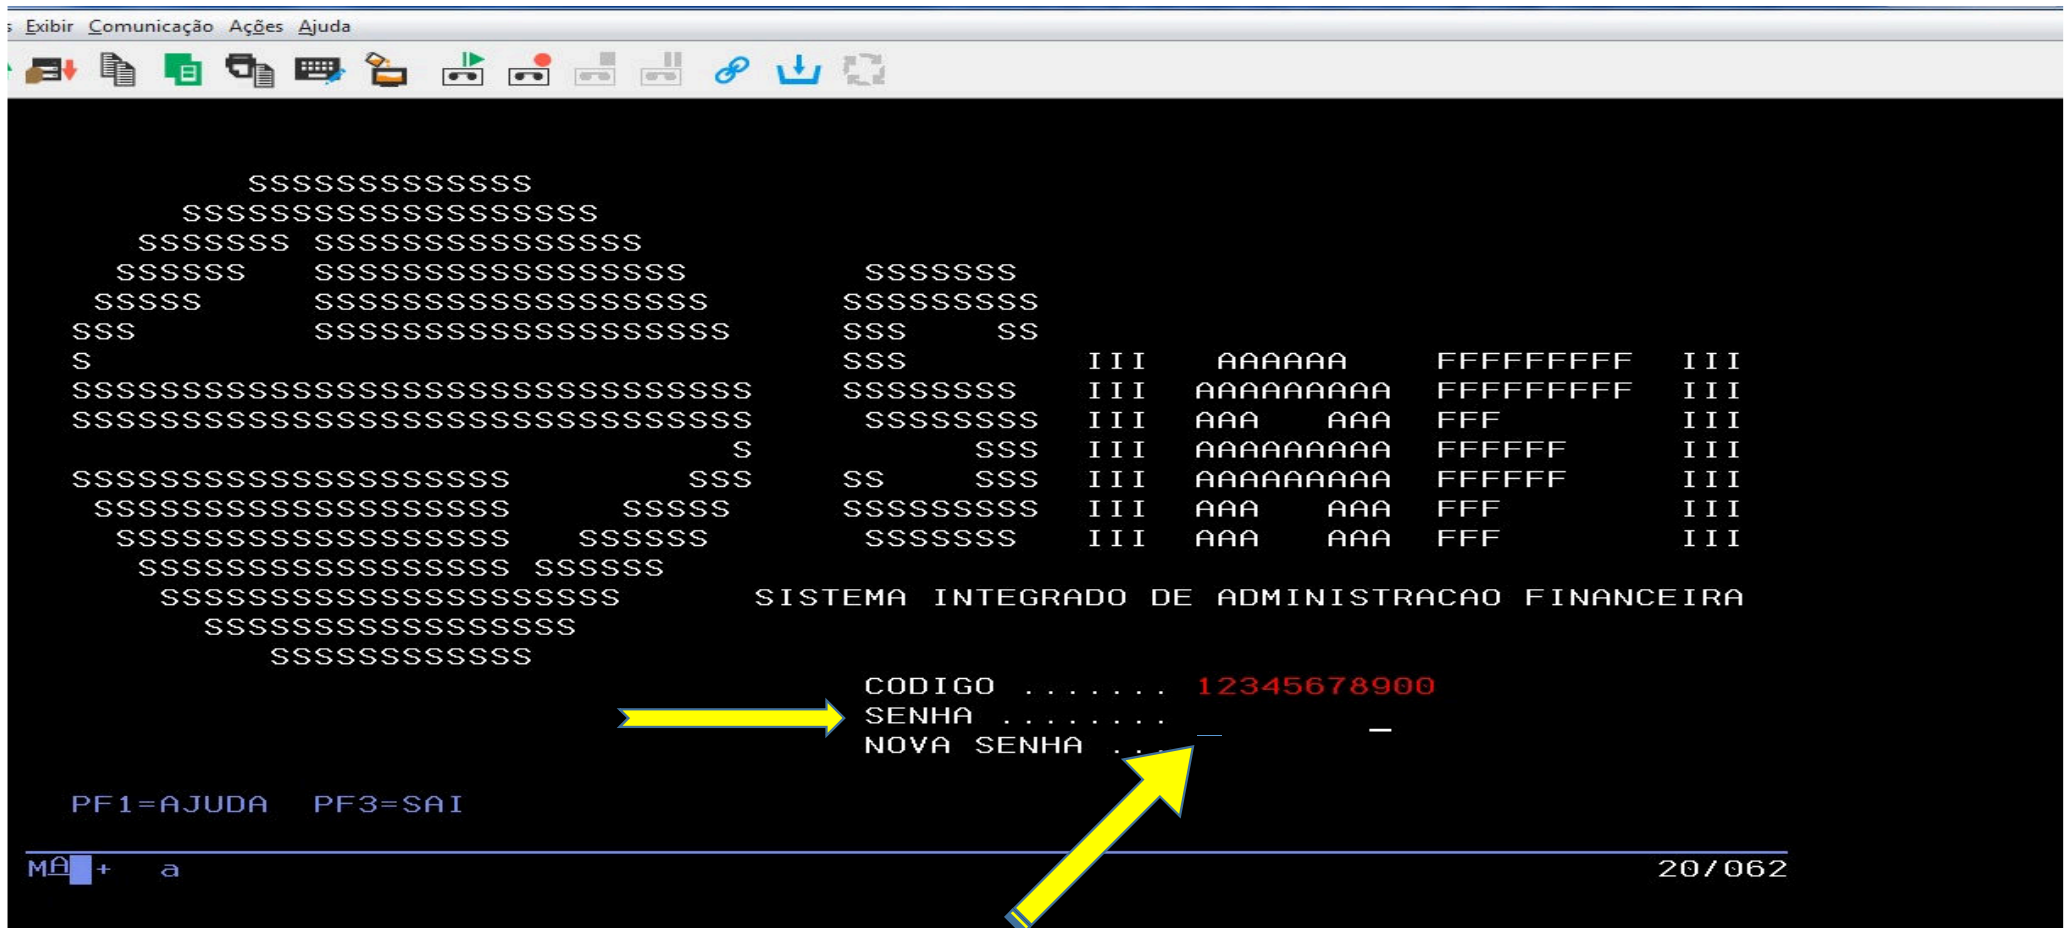 Exibir Comunicação Ações Ajuda
SSSSSSSSSSSSS
SSSSSSSSSSSSSSSSSSS
SSSSSSS SSSSSSSSSSSSSSS
SSSSSS SSSSSSSSSSSSSSSSS SSSSSSS
SSSSS SSSSSSSSSSSSSSSSSS SSSSSSSSS
SSS SSSSSSSSSSSSSSSSSSS SSS SS
S SSS III AAAAAA FFFFFFFFF III
SSSSSSSSSSSSSSSSSSSSSSSSSSSSSSS SSSSSSSS III AAAAAAAAA FFFFFFFFF III
SSSSSSSSSSSSSSSSSSSSSSSSSSSSSSS SSSSSSSS III AAA AAA FFF III
S SSS III AAAAAAAAA FFFFFF III
SSSSSSSSSSSSSSSSSSSS SSS SS SSS III AAAAAAAAA FFFFFF III
SSSSSSSSSSSSSSSSSSS SSSSS SSSSSSSSS III AAA AAA FFF III
SSSSSSSSSSSSSSSSSS SSSSSS SSSSSSS III AAA AAA FFF III
SSSSSSSSSSSSSSSSS SSSSSS
SSSSSSSSSSSSSSSSSSSSS SISTEMA INTEGRADO DE ADMINISTRACAO FINANCEIRA
SSSSSSSSSSSSSSSSS
SSSSSSSSSSSS
CODIGO ....... 12345678900
SENHA ........
NOVA SENHA ...
PF1=AJUDA PF3=SAI
MA + a 20/062